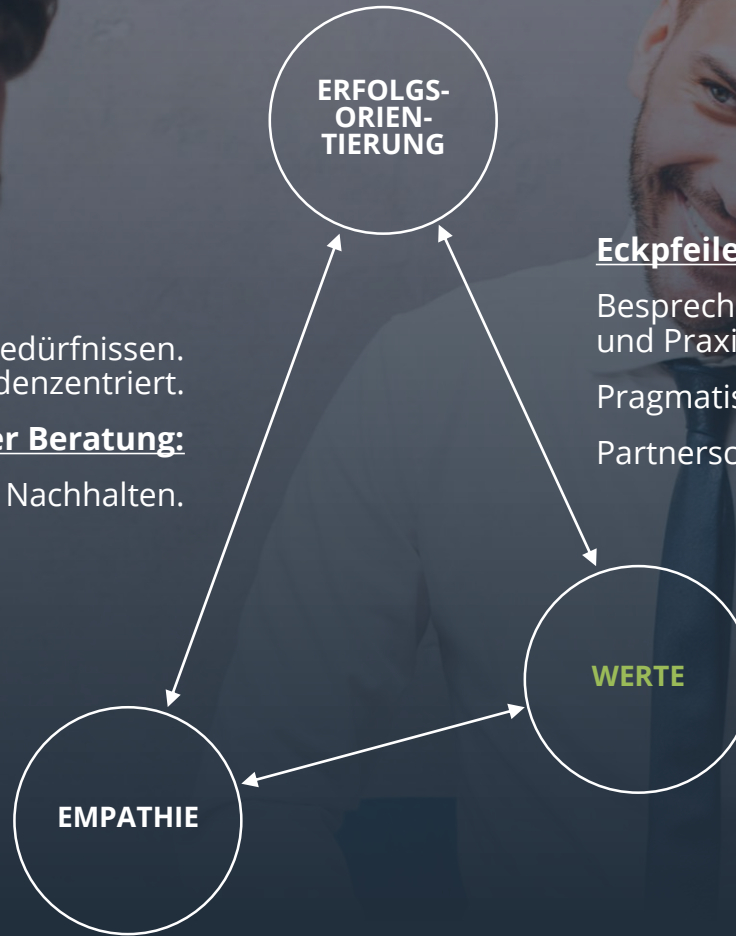 ERFOLGS-
ORIEN-
TIERUNG
edürfnissen.
denzentriert.
er Beratung:
Nachhalten.
Eckpfeile
Besprech
und Praxi
Pragmatis
Partnersc
WERTE
EMPATHIE